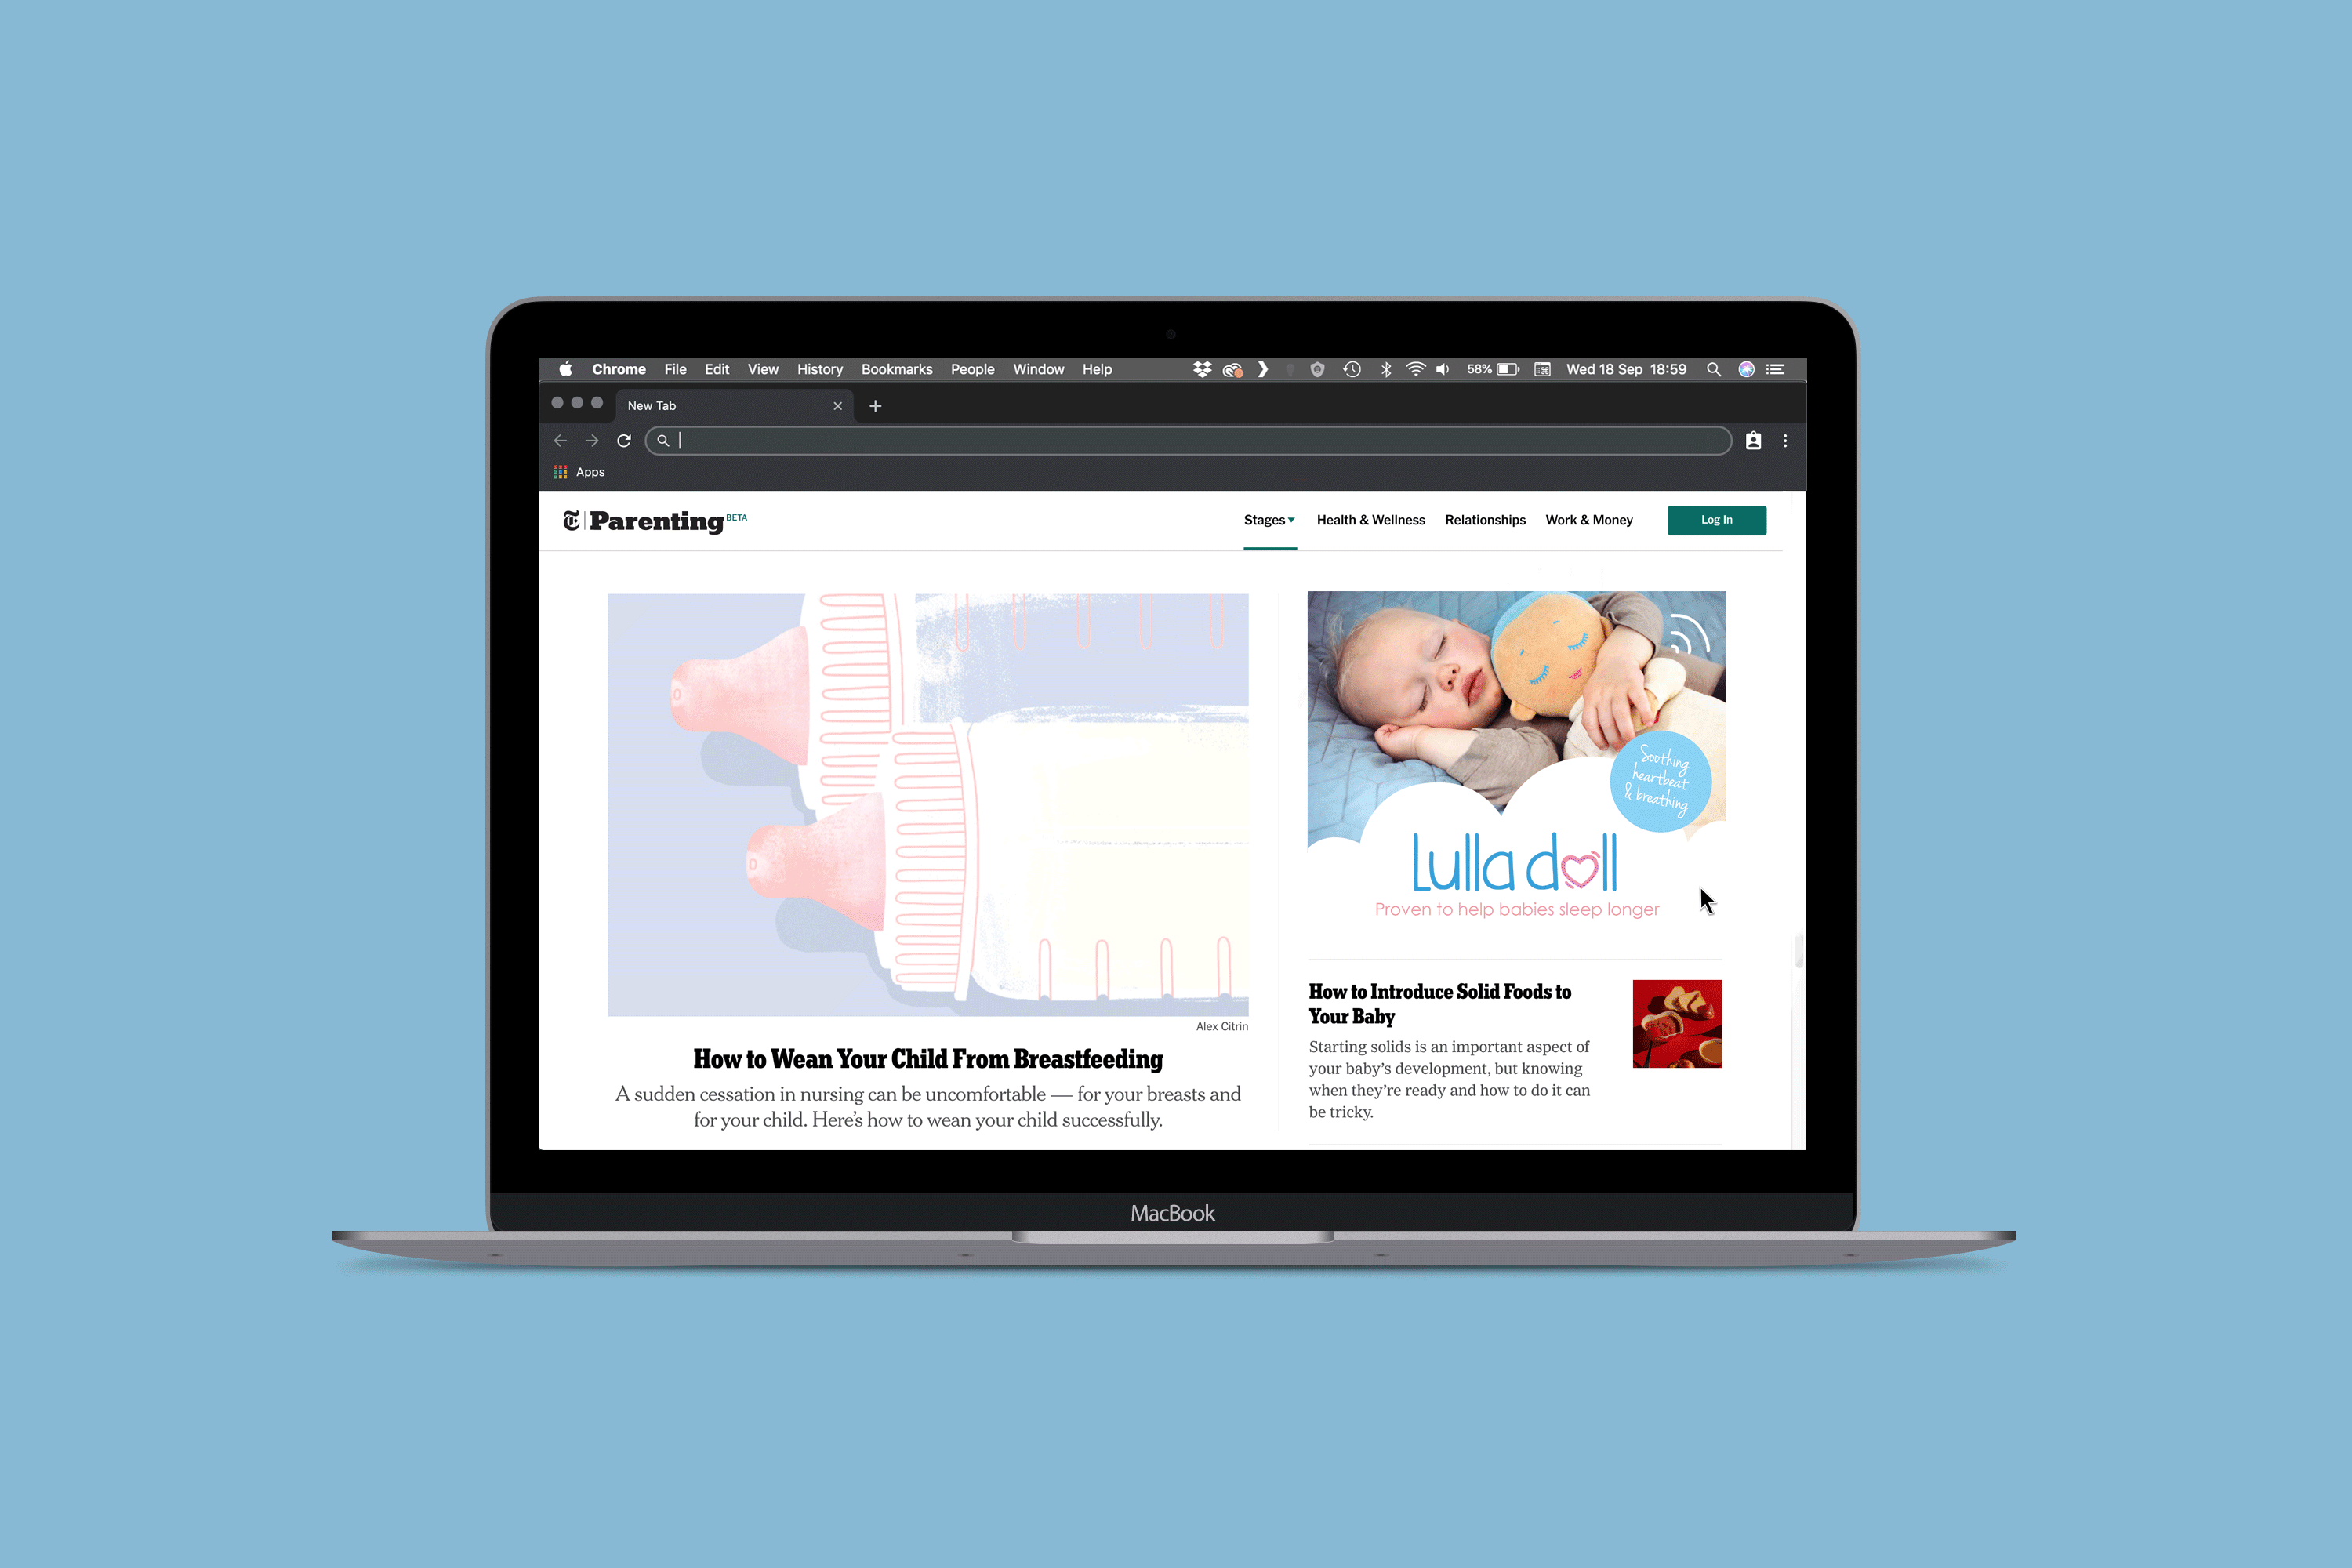 Chrome File Edit View History Bookmarks People Window Help 58% Wed 18 Sep 18:59
New Tab
Apps
T Parenting BETA
Stages Health & Wellness Relationships Work & Money Log In
Soothing
heartbeat
& breathing
Lulla doll
Proven to help babies sleep longer
Alex Citrin
How to Wean Your Child From Breastfeeding
A sudden cessation in nursing can be uncomfortable — for your breasts and
for your child. Here's how to wean your child successfully.
How to Introduce Solid Foods to
Your Baby
Starting solids is an important aspect of
your baby's development, but knowing
when they're ready and how to do it can
be tricky.
MacBook